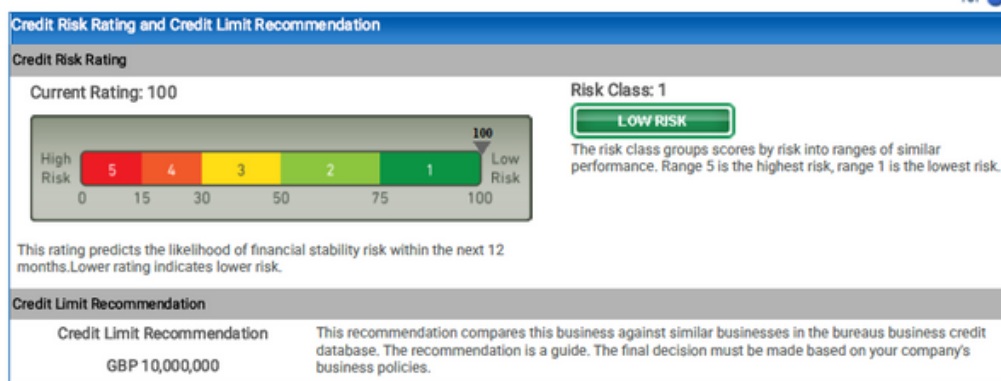 Credit Risk Rating and Credit Limit Recommendation
Credit Risk Rating
Current Rating: 100
100
High Risk
5 4 3 2 1
Low Risk
0 15 30 50 75 100
This rating predicts the likelihood of financial stability risk within the next 12
months.Lower rating indicates lower risk.
Risk Class: 1
LOW RISK
The risk class groups scores by risk into ranges of similar
performance. Range 5 is the highest risk, range 1 is the lowest risk.
Credit Limit Recommendation
Credit Limit Recommendation
GBP 10,000,000
This recommendation compares this business against similar businesses in the bureaus business credit
database. The recommendation is a guide. The final decision must be made based on your company's
business policies.